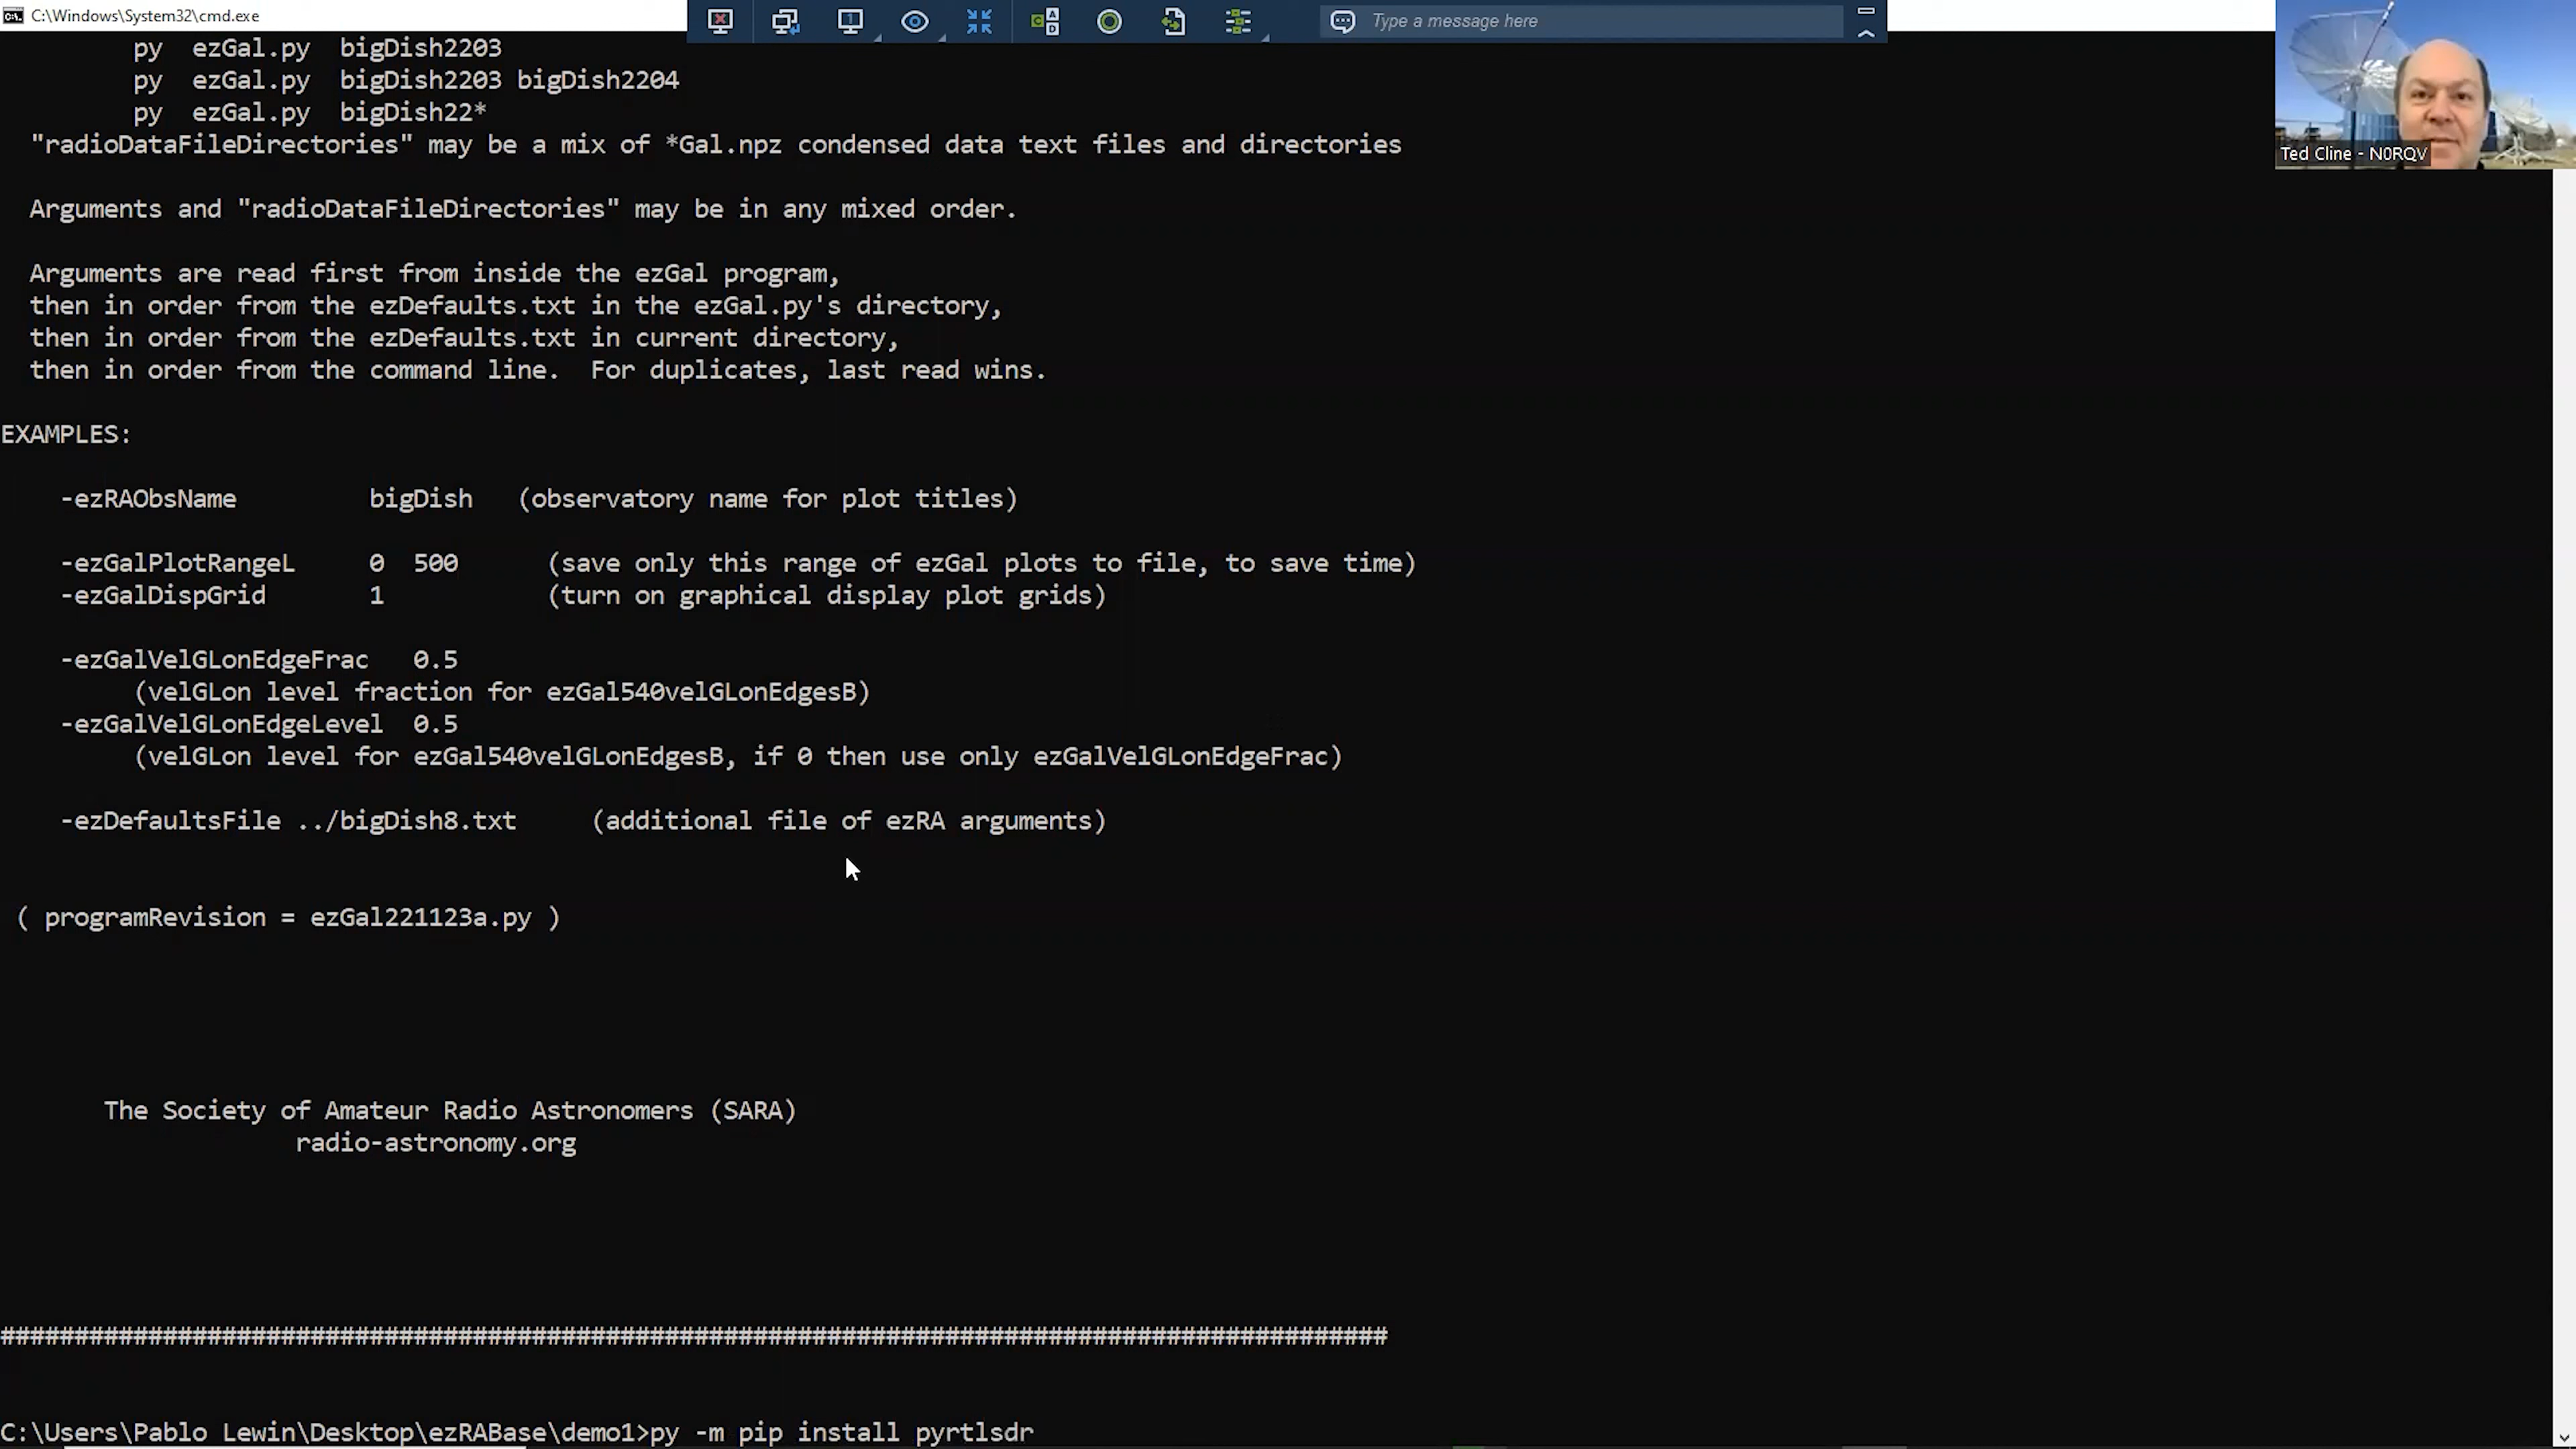 C:\Windows\System32\cmd.exe
Type a message here
py  ezGal.py  bigDish2203
py  ezGal.py  bigDish2203 bigDish2204
py  ezGal.py  bigDish22*
"radioDataFileDirectories" may be a mix of *Gal.npz condensed data text files and directories
Ted Cline - N0RQV
Arguments and "radioDataFileDirectories" may be in any mixed order.
Arguments are read first from inside the ezGal program,
then in order from the ezDefaults.txt in the ezGal.py's directory,
then in order from the ezDefaults.txt in current directory,
then in order from the command line.  For duplicates, last read wins.
EXAMPLES:
-ezRAObsName         bigDish   (observatory name for plot titles)
-ezGalPlotRangeL     0  500      (save only this range of ezGal plots to file, to save time)
-ezGalDispGrid       1           (turn on graphical display plot grids)
-ezGalVelGLonEdgeFrac   0.5
(velGLon level fraction for ezGal540velGLonEdgesB)
-ezGalVelGLonEdgeLevel  0.5
(velGLon level for ezGal540velGLonEdgesB, if 0 then use only ezGalVelGLonEdgeFrac)
-ezDefaultsFile ../bigDish8.txt     (additional file of ezRA arguments)
( programRevision = ezGal221123a.py )
The Society of Amateur Radio Astronomers (SARA)
radio-astronomy.org
##############################################################################################
C:\Users\Pablo Lewin\Desktop\ezRABase\demo1>py -m pip install pyrtlsdr